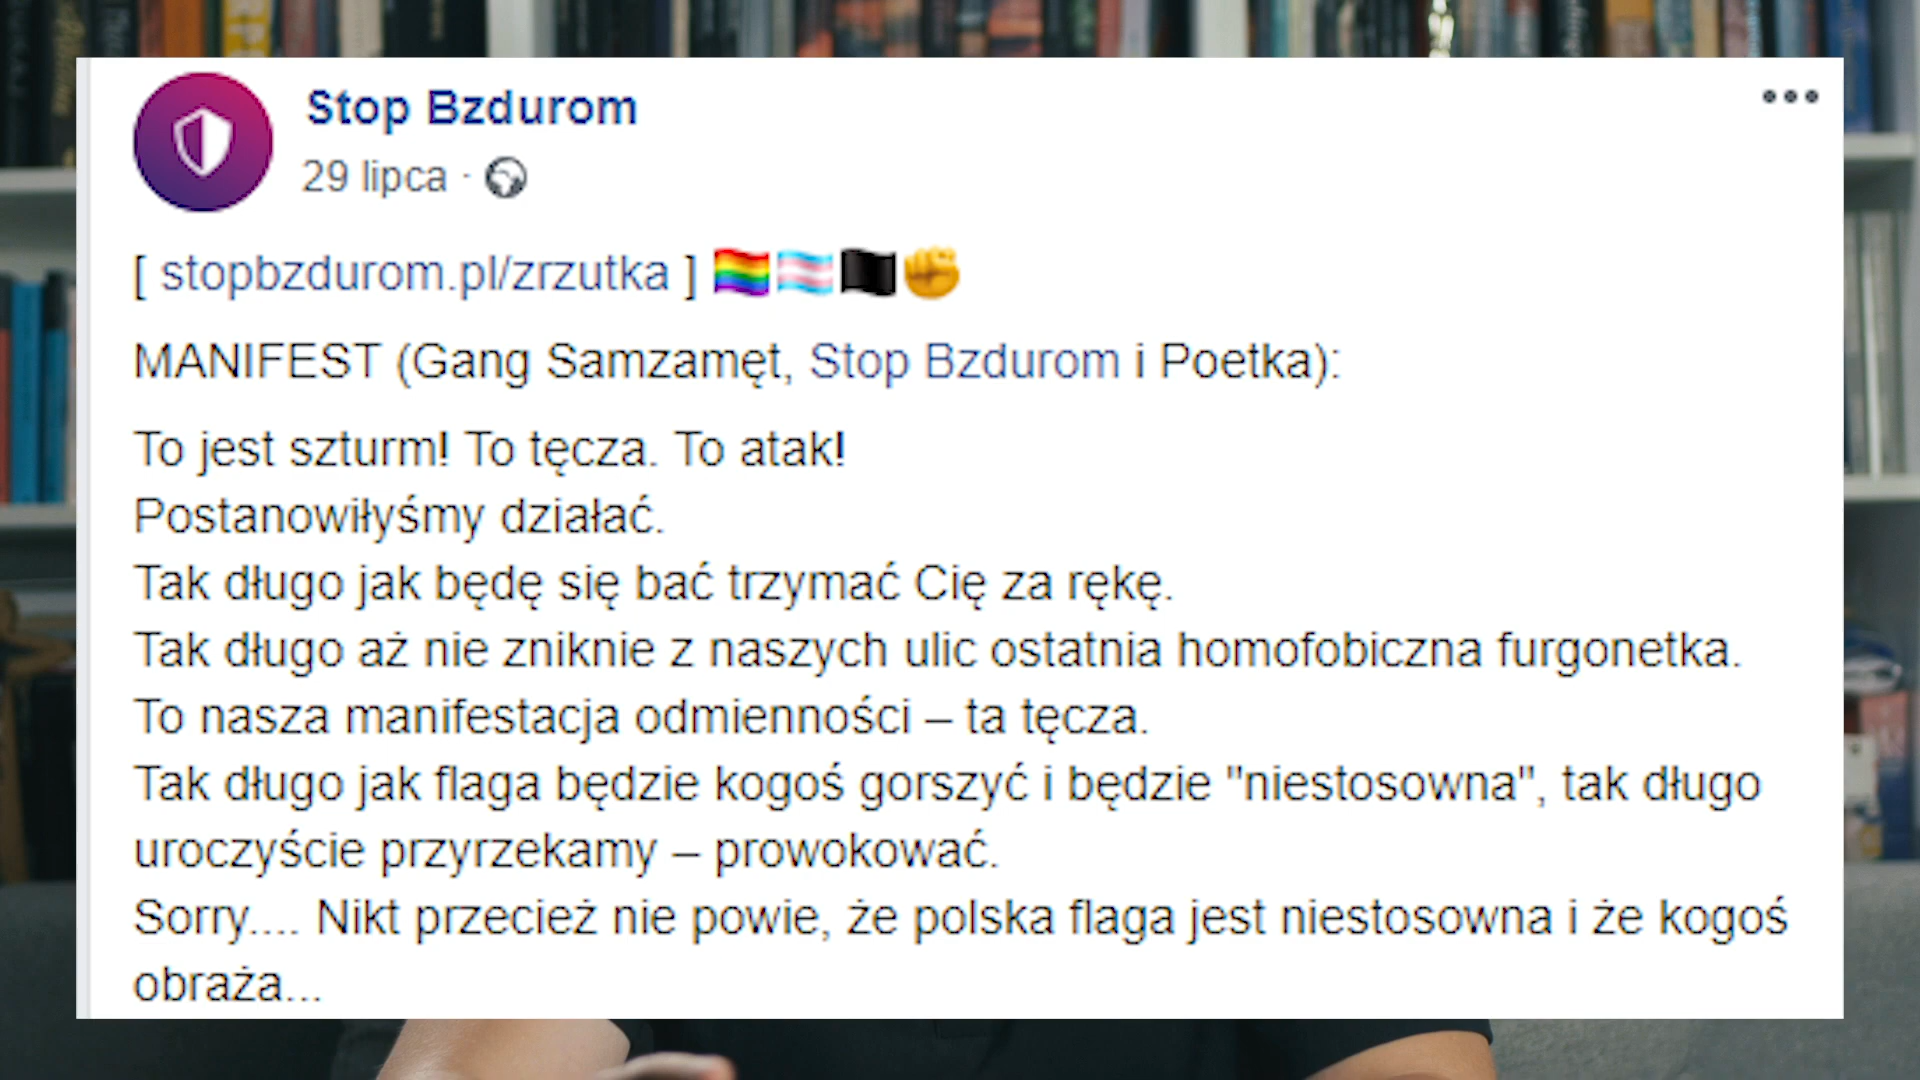 Stop Bzdurom
29 lipca ·
[ stopbzdurom.pl/zrzutka ] 🏳️‍🌈🏳️‍⚧️🏴✊
MANIFEST (Gang Samzamęt, Stop Bzdurom i Poetka):
To jest szturm! To tęcza. To atak!
Postanowiłyśmy działać.
Tak długo jak będę się bać trzymać Cię za rękę.
Tak długo aż nie zniknie z naszych ulic ostatnia homofobiczna furgonetka.
To nasza manifestacja odmienności – ta tęcza.
Tak długo jak flaga będzie kogoś gorszyć i będzie "niestosowna", tak długo
uroczyście przyrzekamy – prowokować.
Sorry.... Nikt przecież nie powie, że polska flaga jest niestosowna i że kogoś
obraża...